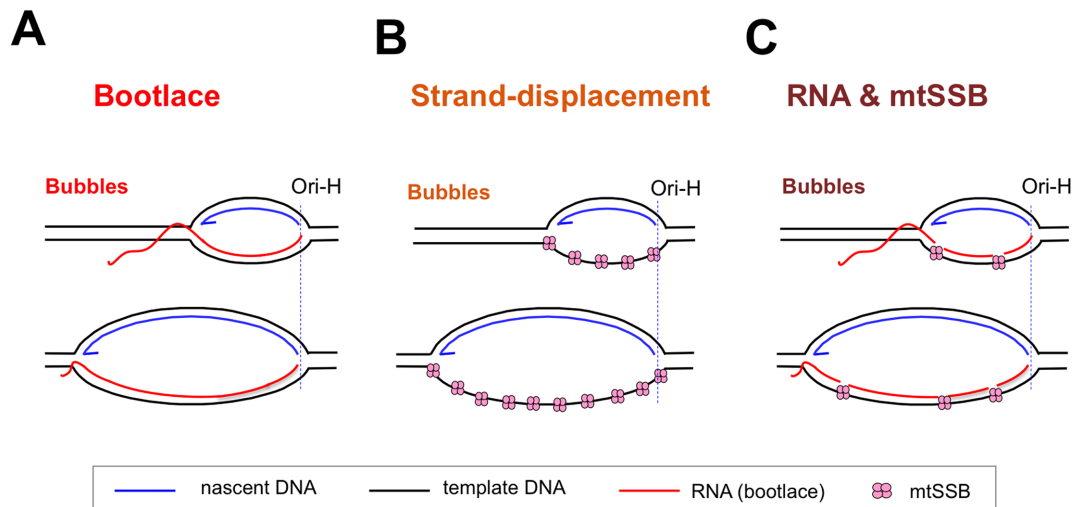 A
B
C
Bootlace
Strand-displacement
RNA & mtSSB
Bubbles
Ori-H
Bubbles
Ori-H
Bubbles
Ori-H
nascent DNA
template DNA
RNA (bootlace)
mtSSB